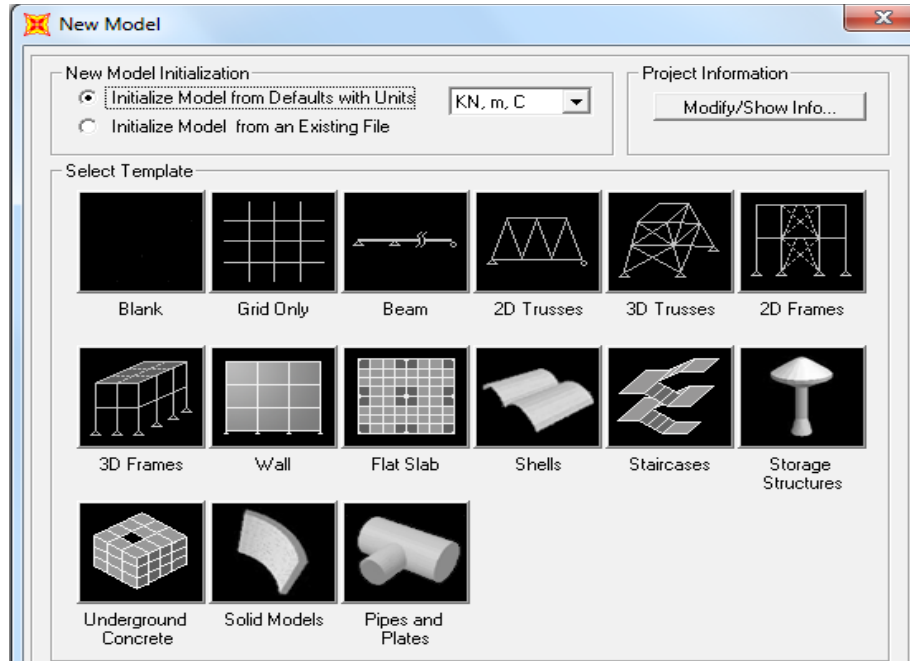 New Model
New Model Initialization
Initialize Model from Defaults with Units
KN, m, C
Initialize Model from an Existing File
Project Information
Modify/Show Info...
Select Template
Blank
Grid Only
Beam
2D Trusses
3D Trusses
2D Frames
3D Frames
Wall
Flat Slab
Shells
Staircases
Storage
Structures
Underground
Concrete
Solid Models
Pipes and
Plates